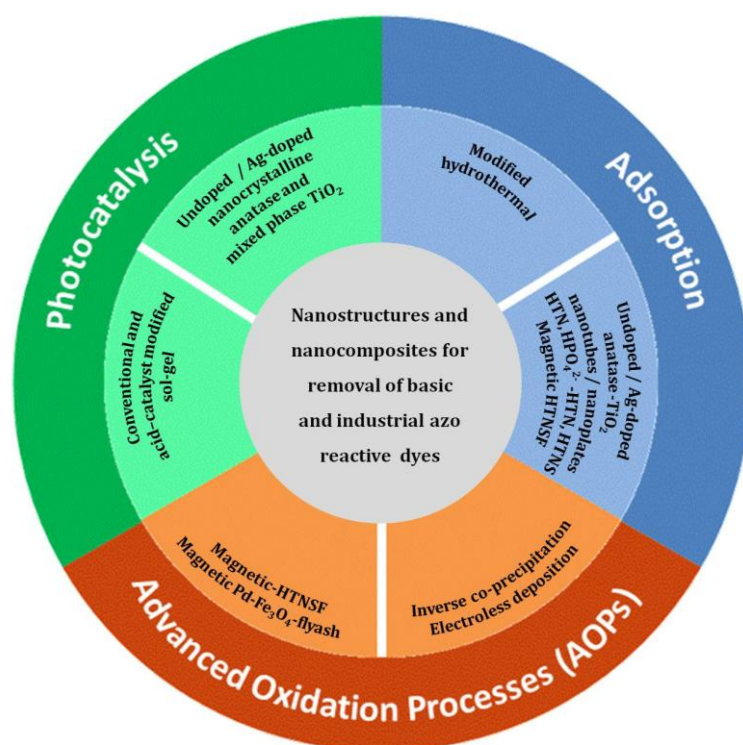 Photocatalysis
Adsorption
Advanced Oxidation Processes (AOPs)
Undoped / Ag-doped
nanocrystalline
anatase and
mixed phase TiO₂
Modified
hydrothermal
Conventional and
acid–catalyst modified
sol-gel
Nanostructures and
nanocomposites for
removal of basic
and industrial azo
reactive dyes
Undoped / Ag-doped
anatase -TiO₂
nanotubes / nanoplates
HTN, HPO₄²⁻ -HTN, HTNS
Magnetic HTNSF
Magnetic-HTNSF
Magnetic Pd-Fe₃O₄-flyash
Inverse co-precipitation
Electroless deposition